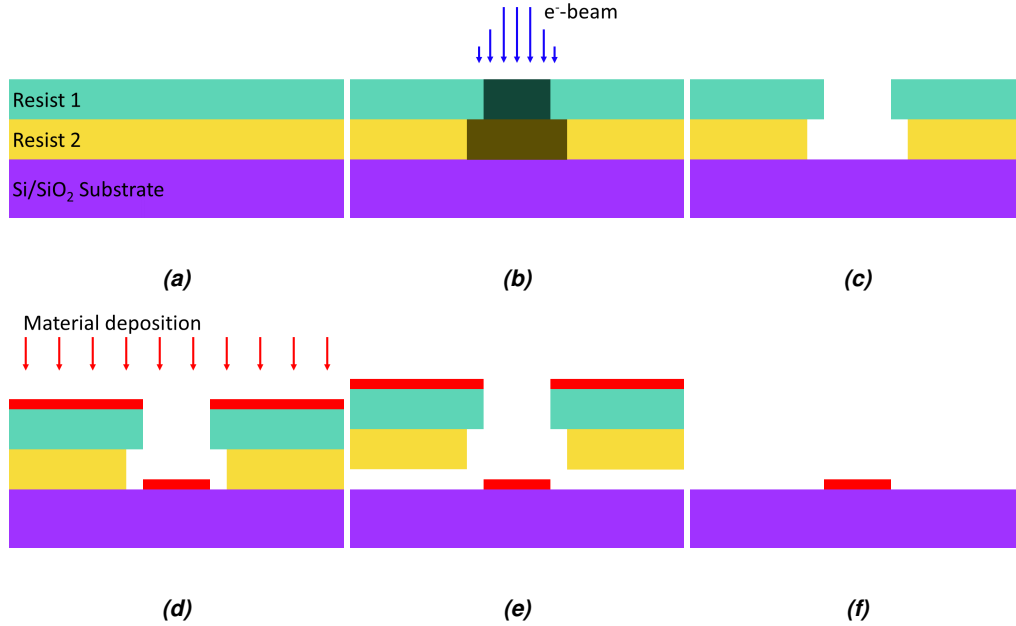 e⁻-beam
Resist 1
Resist 2
Si/SiO₂ Substrate
(a)
(b)
(c)
Material deposition
(d)
(e)
(f)